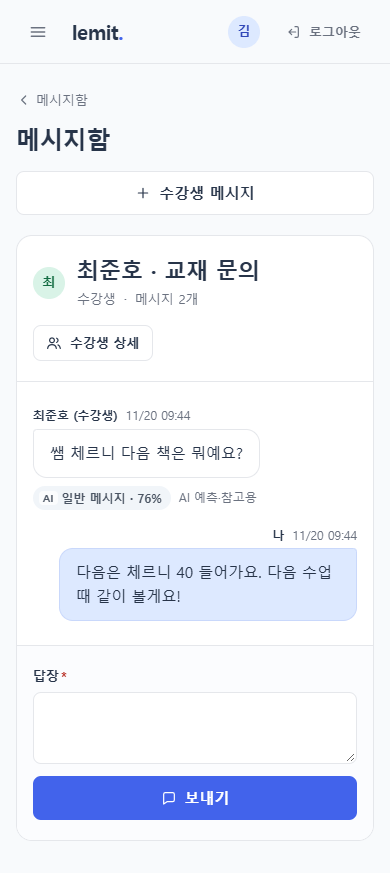 lemit.
김
로그아웃
메시지함
메시지함
수강생 메시지
최
최준호 · 교재 문의
수강생 · 메시지 2개
수강생 상세
최준호 (수강생) 11/20 09:44
쌤 체르니 다음 책은 뭐예요?
AI 일반 메시지 · 76% AI 예측·참고용
나 11/20 09:44
다음은 체르니 40 들어가요. 다음 수업
때 같이 볼게요!
답장*
보내기